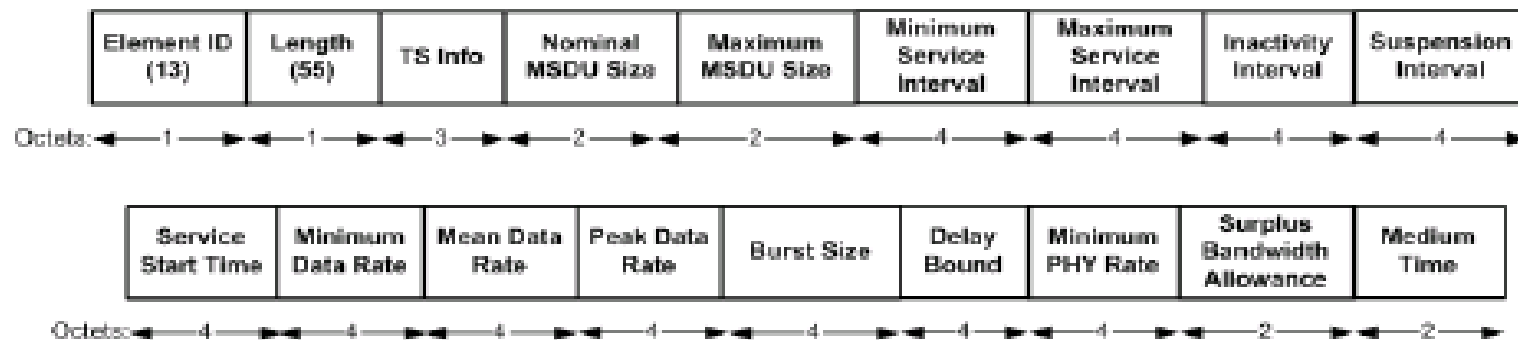 Element ID (13)
Length (55)
TS Info
Nominal MSDU Size
Maximum MSDU Size
Minimum Service Interval
Maximum Service Interval
Inactivity Interval
Suspension Interval
Octets: 1 1 3 2 2 4 4 4 4
Service Start Time
Minimum Data Rate
Mean Data Rate
Peak Data Rate
Burst Size
Delay Bound
Minimum PHY Rate
Surplus Bandwidth Allowance
Medium Time
Octets: 4 4 4 4 4 4 4 2 2